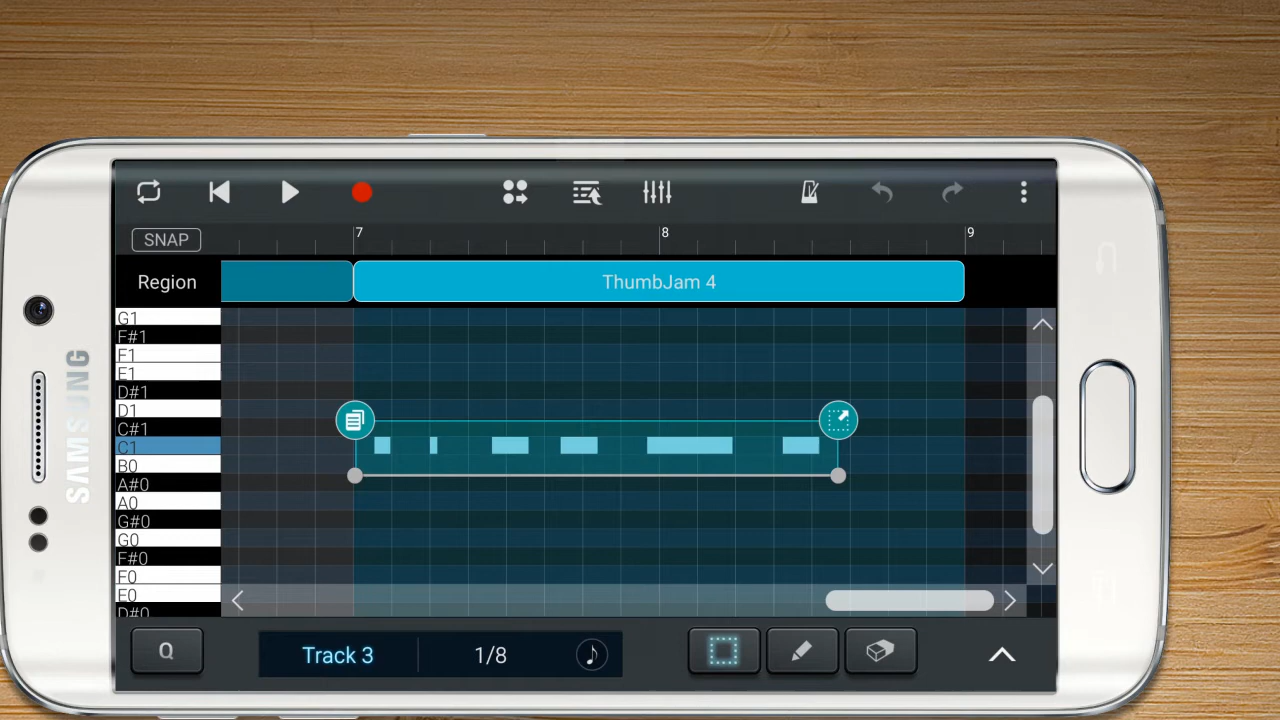 SNAP
7
8
9
Region
ThumbJam 4
G1
F#1
F1
E1
D#1
D1
C#1
C1
B0
A#0
A0
G#0
G0
F#0
F0
E0
D#0
Q
Track 3
1/8
SAMSUNG